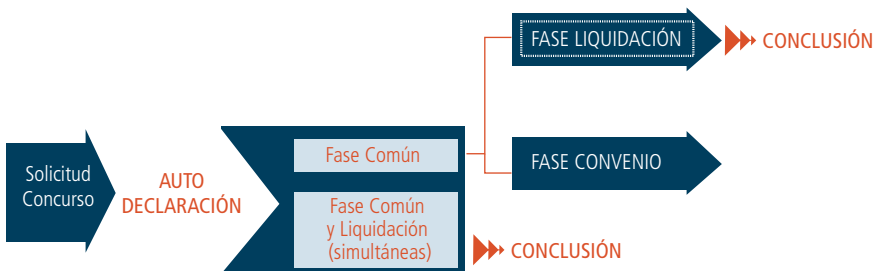 Solicitud
Concurso
AUTO
DECLARACIÓN
Fase Común
Fase Común
y Liquidación
(simultáneas)
CONCLUSIÓN
FASE LIQUIDACIÓN
CONCLUSIÓN
FASE CONVENIO